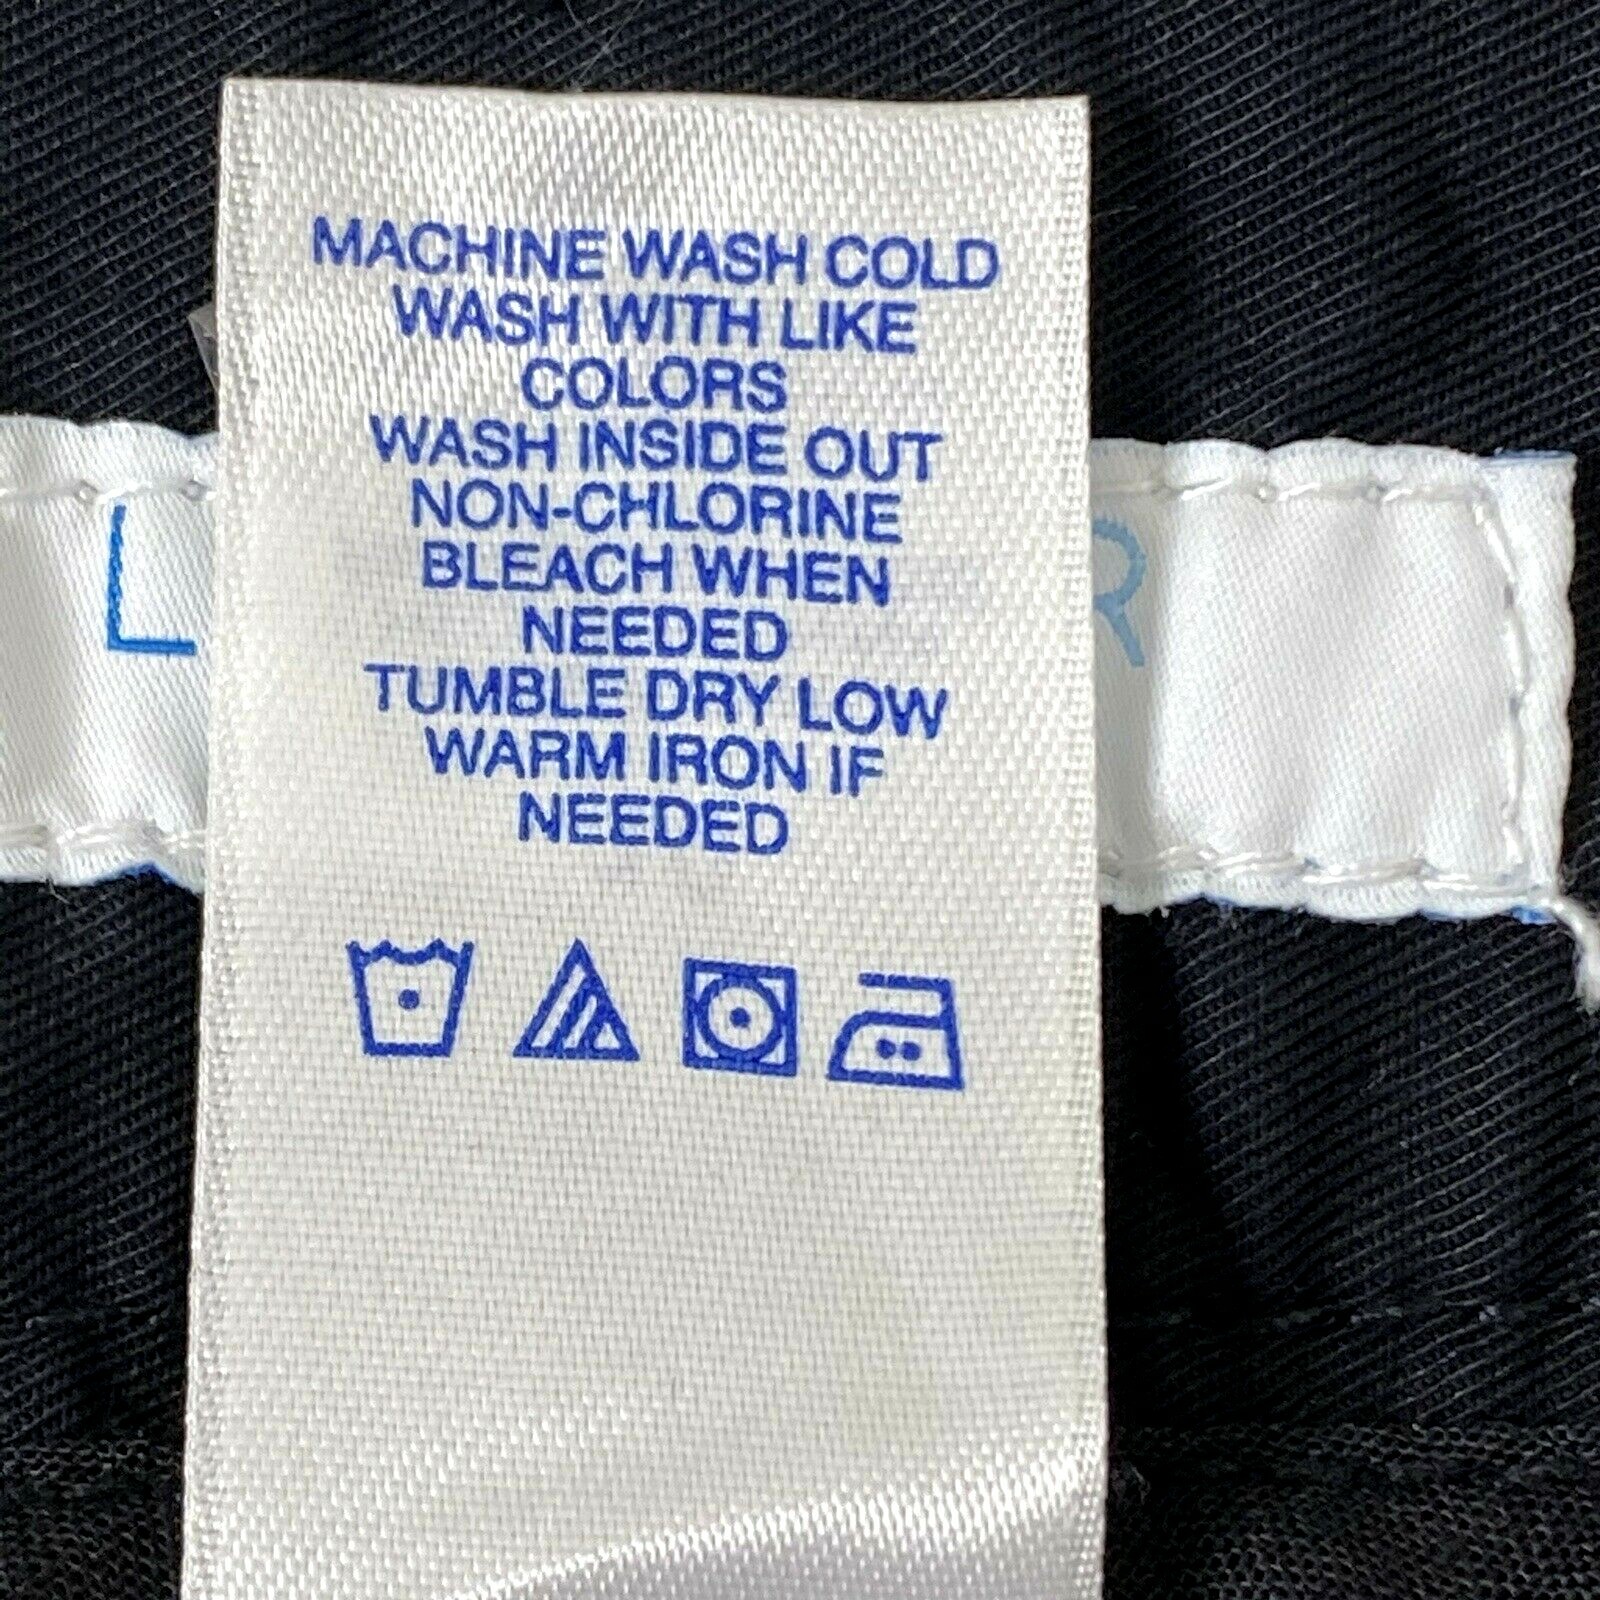 MACHINE WASH COLD
WASH WITH LIKE
COLORS
WASH INSIDE OUT
NON-CHLORINE
BLEACH WHEN
NEEDED
TUMBLE DRY LOW
WARM IRON IF
NEEDED